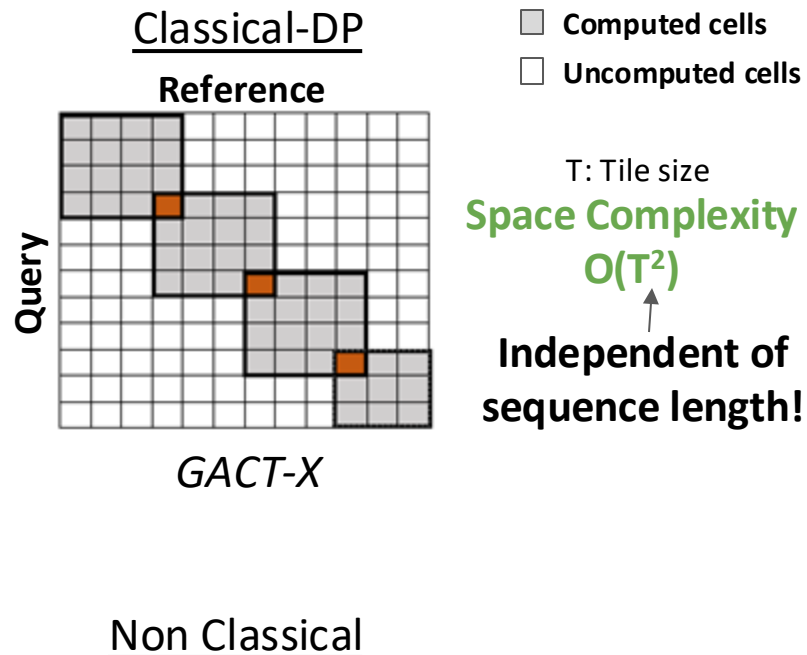 Classical-DP
Computed cells
Uncomputed cells
Reference
Query
T: Tile size
Space Complexity
O(T²)
Independent of
sequence length!
GACT-X
Non Classical